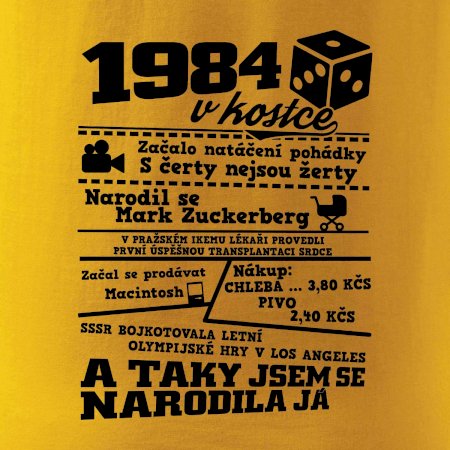 1984
v kostce
Začalo natáčení pohádky
S čerty nejsou žerty
Narodil se
Mark Zuckerberg
V PRAŽSKÉM IKEMU LÉKAŘI PROVEDLI
PRVNÍ ÚSPĚŠNOU TRANSPLANTACI SRDCE
Začal se prodávat
Macintosh
Nákup:
CHLEBA ... 3,80 KČS
PIVO
2,40 KČS
SSSR BOJKOTOVALA LETNÍ
OLYMPIJSKÉ HRY V LOS ANGELES
A TAKY JSEM SE
NARODILA JÁ